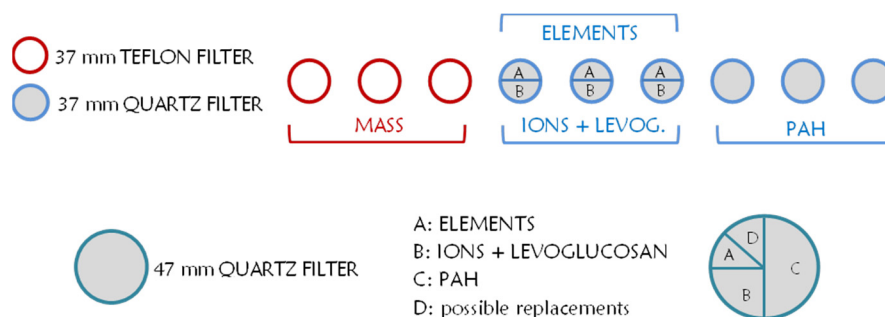 ELEMENTS
37 mm TEFLON FILTER
37 mm QUARTZ FILTER
A A A
B B B
MASS
IONS + LEVOG.
PAH
A: ELEMENTS
B: IONS + LEVOGLUCOSAN
C: PAH
D: possible replacements
47 mm QUARTZ FILTER
D
A
C
B